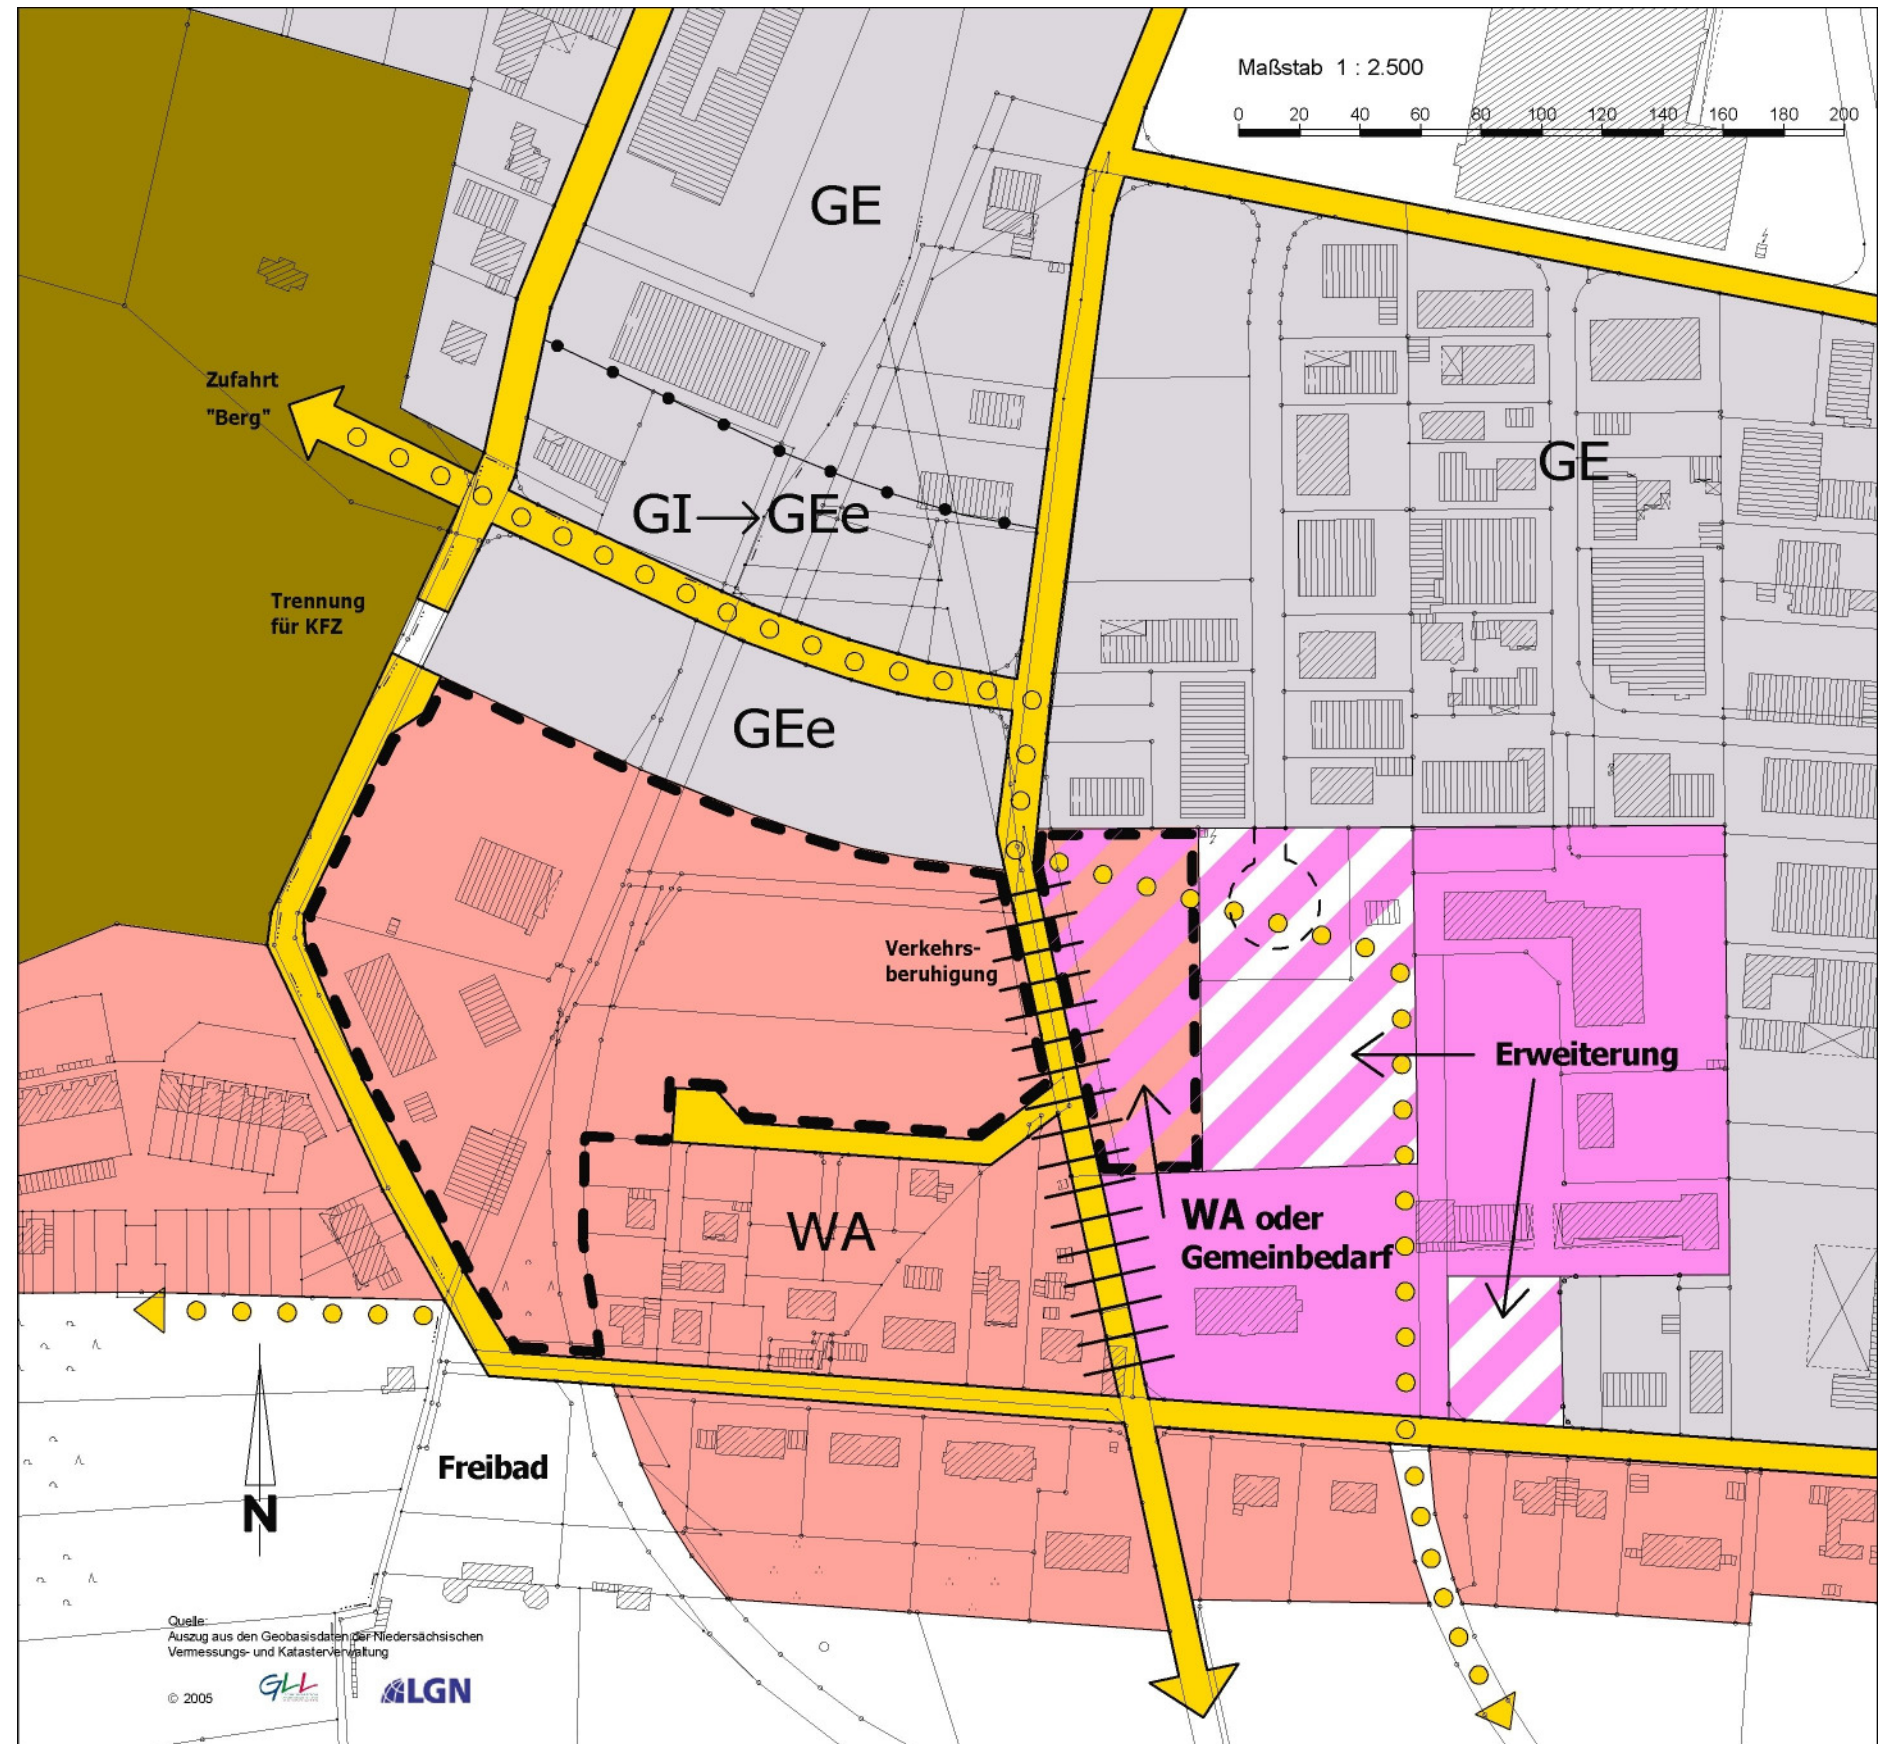 Maßstab 1 : 2.500
0 20 40 60 80 100 120 140 160 180 200
GE
Zufahrt
"Berg"
GE
GI → GEe
Trennung
für KFZ
GEe
Verkehrs-
beruhigung
Erweiterung
WA oder
Gemeinbedarf
WA
Freibad
N
Quelle:
Auszug aus den Geobasisdaten der Niedersächsischen
Vermessungs- und Katasterverwaltung
© 2005
GLL
LGN